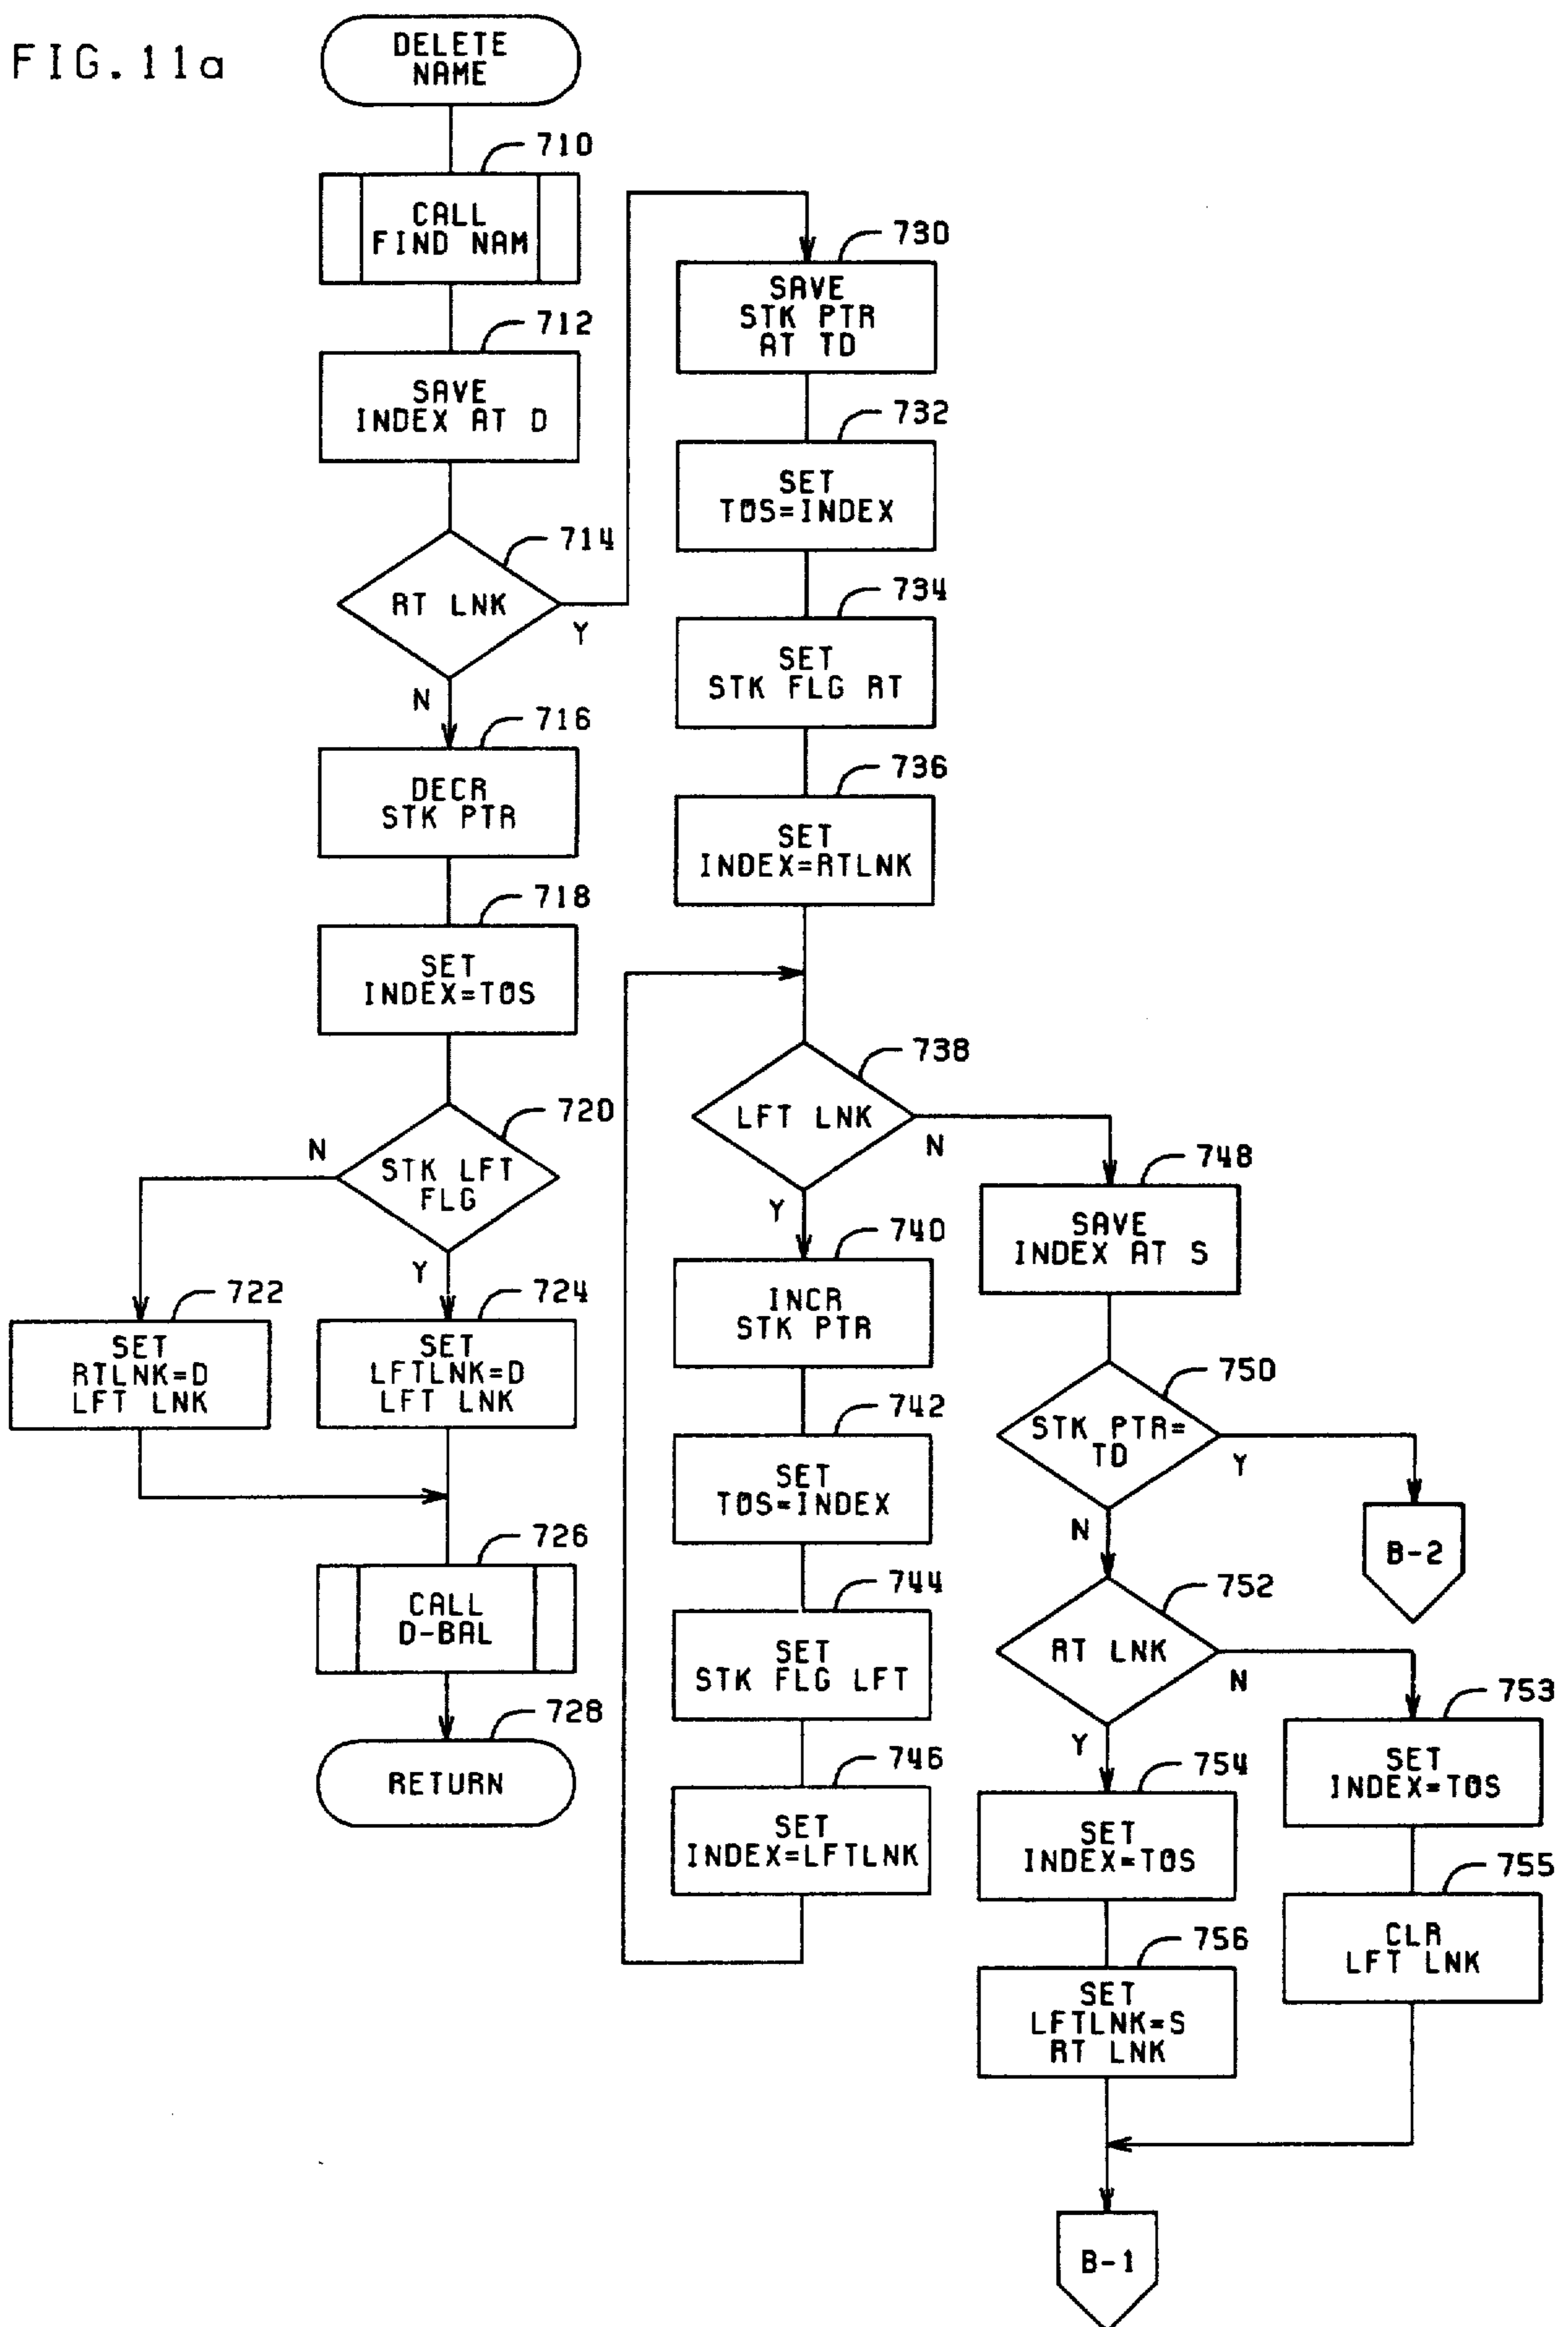 FIG.11a
DELETE
NAME
710
CALL
FIND NAM
712
SAVE
INDEX AT D
714
RT LNK
Y
N
716
DECR
STK PTR
718
SET
INDEX=TOS
720
STK LFT
FLG
N
Y
722
SET
RTLNK=D
LFT LNK
724
SET
LFTLNK=D
LFT LNK
726
CALL
D-BAL
728
RETURN
730
SAVE
STK PTR
AT TD
732
SET
TOS=INDEX
734
SET
STK FLG RT
736
SET
INDEX=RTLNK
738
LFT LNK
N
Y
740
INCR
STK PTR
742
SET
TOS=INDEX
744
SET
STK FLG LFT
746
SET
INDEX=LFTLNK
748
SAVE
INDEX AT S
750
STK PTR=
TD
Y
N
B-2
752
RT LNK
N
Y
753
SET
INDEX=TOS
754
SET
INDEX=TOS
755
CLR
LFT LNK
756
SET
LFTLNK=S
RT LNK
B-1